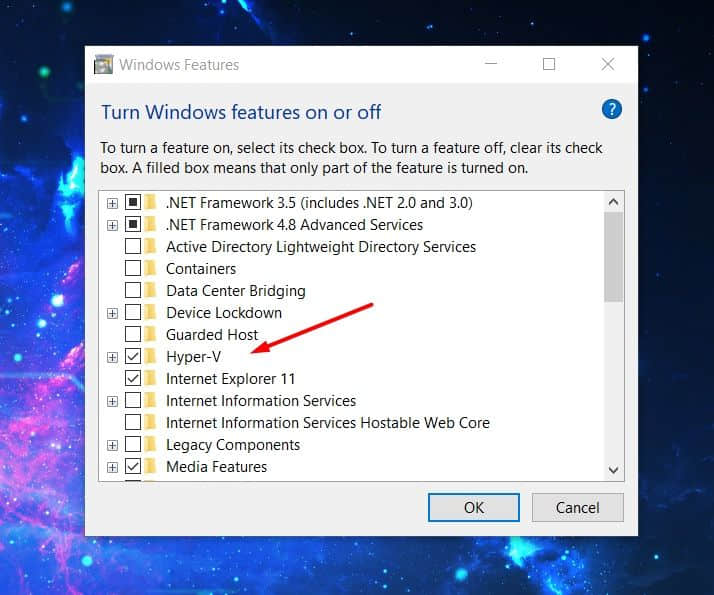 Windows Features
Turn Windows features on or off
?
To turn a feature on, select its check box. To turn a feature off, clear its check
box. A filled box means that only part of the feature is turned on.
.NET Framework 3.5 (includes .NET 2.0 and 3.0)
.NET Framework 4.8 Advanced Services
Active Directory Lightweight Directory Services
Containers
Data Center Bridging
Device Lockdown
Guarded Host
Hyper-V
Internet Explorer 11
Internet Information Services
Internet Information Services Hostable Web Core
Legacy Components
Media Features
OK Cancel